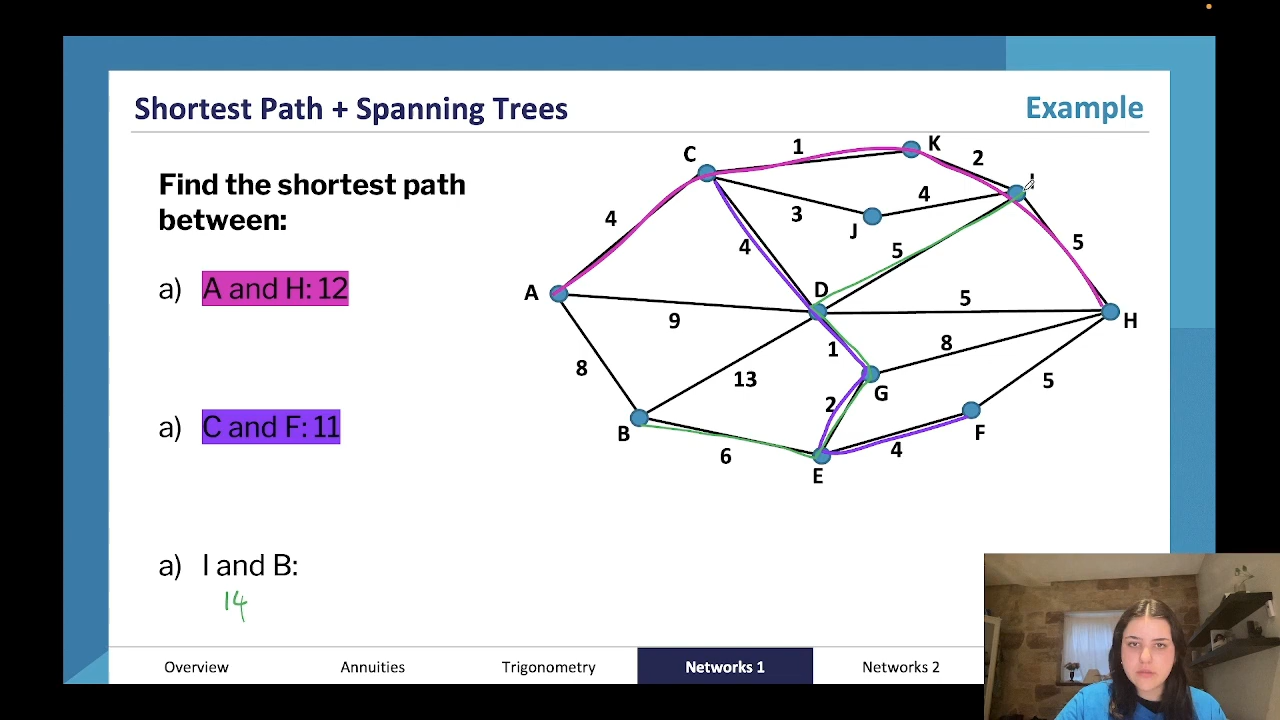 Shortest Path + Spanning Trees
Example
Find the shortest path
between:
a) A and H: 12
a) C and F: 11
a) I and B:
14
C
1
K
2
4
3
4
J
4
5
5
A
D
5
9
H
8
1
8
13
G
5
2
B
F
6
4
E
Overview
Annuities
Trigonometry
Networks 1
Networks 2